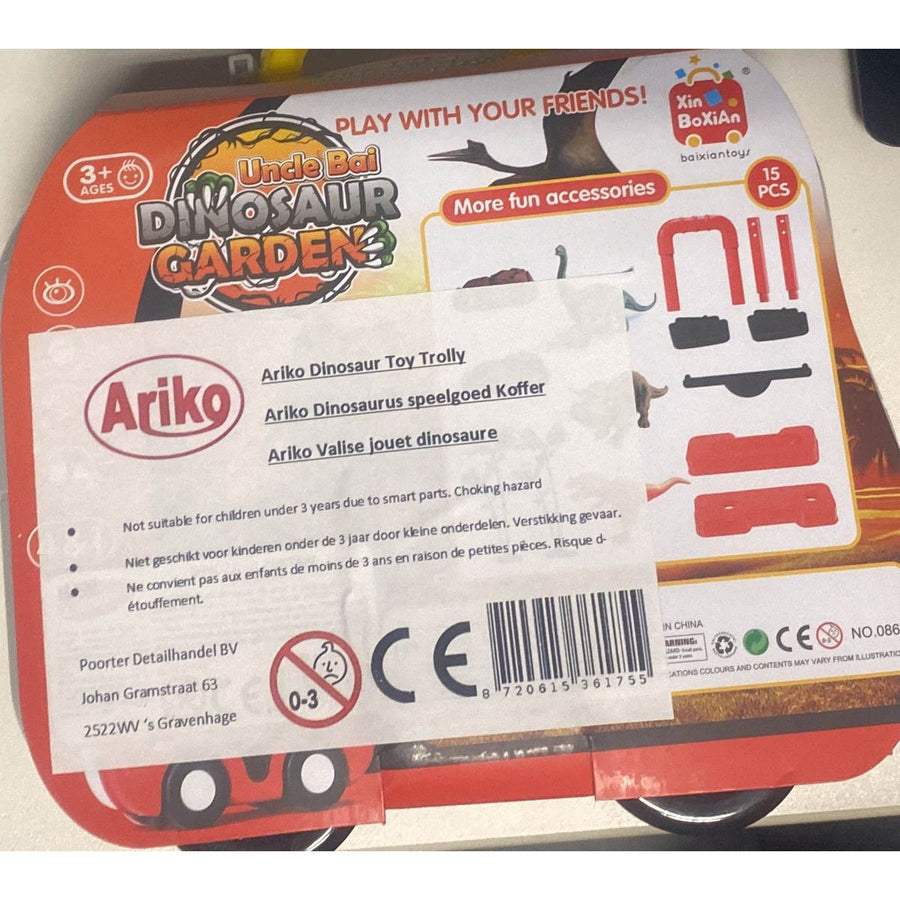 PLAY WITH YOUR FRIENDS!
Xin
BoXiAn
®
baixiantoys
3+
AGES
Uncle Bai
DINOSAUR
GARDEN
More fun accessories
15
PCS
Ariko
Ariko Dinosaur Toy Trolly
Ariko Dinosaurus speelgoed Koffer
Ariko Valise jouet dinosaure
• Not suitable for children under 3 years due to smart parts. Choking hazard
• Niet geschikt voor kinderen onder de 3 jaar door kleine onderdelen. Verstikking gevaar.
• Ne convient pas aux enfants de moins de 3 ans en raison de petites pièces. Risque d-
étouffement.
Poorter Detailhandel BV
Johan Gramstraat 63
2522WV 's Gravenhage
0-3
CE
8 720615 361755
IN CHINA
CE
0-3
NO.086
COLOURS AND CONTENTS MAY VARY FROM